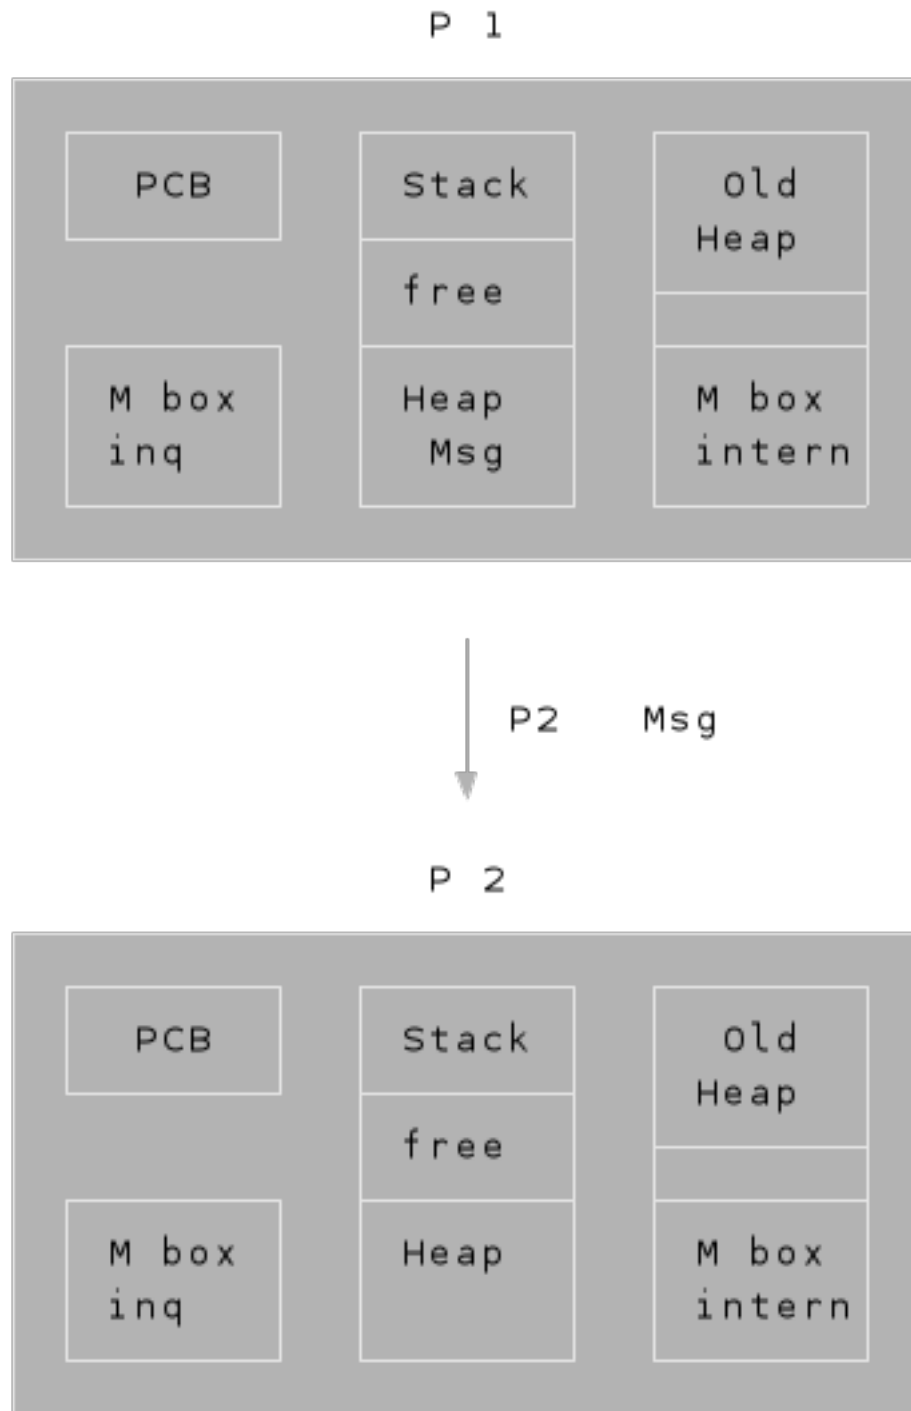 P 1
PCB
Stack
free
Heap
Msg
Old
Heap
M box
inq
M box
intern
P2 Msg
P 2
PCB
Stack
free
Heap
Old
Heap
M box
inq
M box
intern